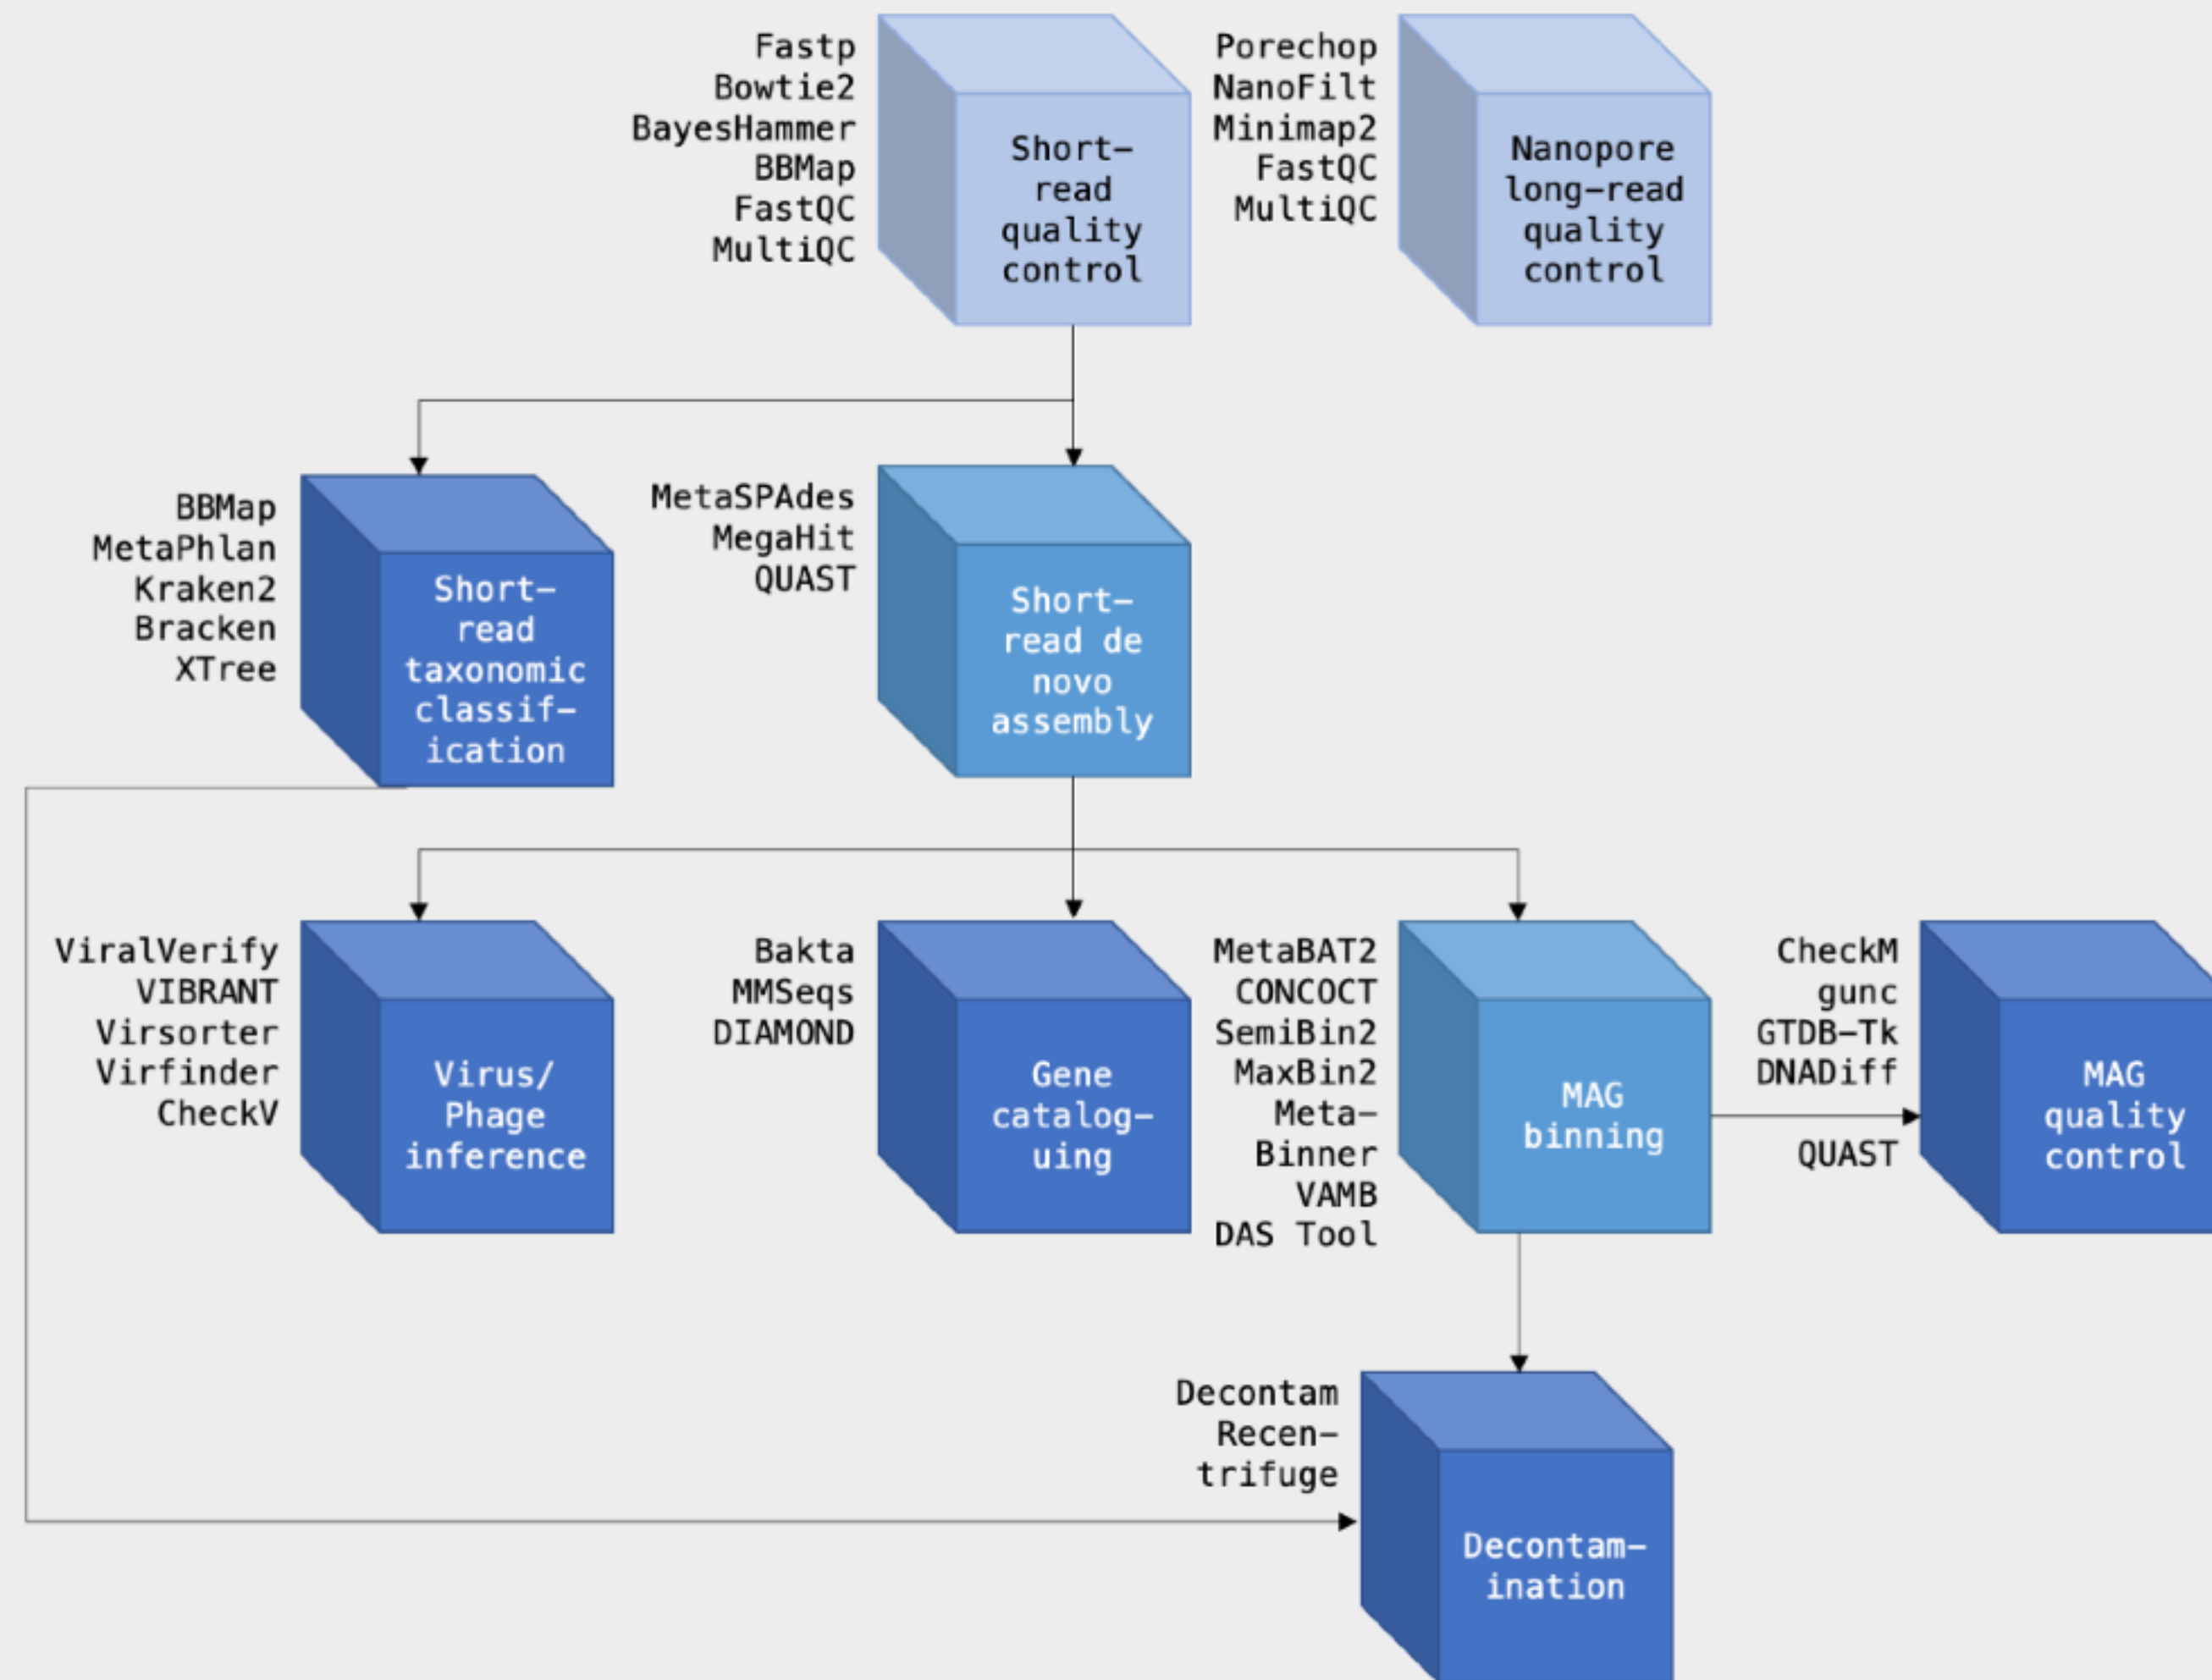 Fastp
Bowtie2
BayesHammer
BBMap
FastQC
MultiQC
Short-
read
quality
control
Porechop
NanoFilt
Minimap2
FastQC
MultiQC
Nanopore
long-read
quality
control
BBMap
MetaPhlan
Kraken2
Bracken
XTree
Short-
read
taxonomic
classif-
ication
MetaSPAdes
MegaHit
QUAST
Short-
read de
novo
assembly
ViralVerify
VIBRANT
Virsorter
Virfinder
CheckV
Virus/
Phage
inference
Bakta
MMSeqs
DIAMOND
Gene
catalog-
uing
MetaBAT2
CONCOCT
SemiBin2
MaxBin2
Meta-
Binner
VAMB
DAS Tool
MAG
binning
CheckM
gunc
GTDB-Tk
DNADiff
QUAST
MAG
quality
control
Decontam
Recen-
trifuge
Decontam-
ination